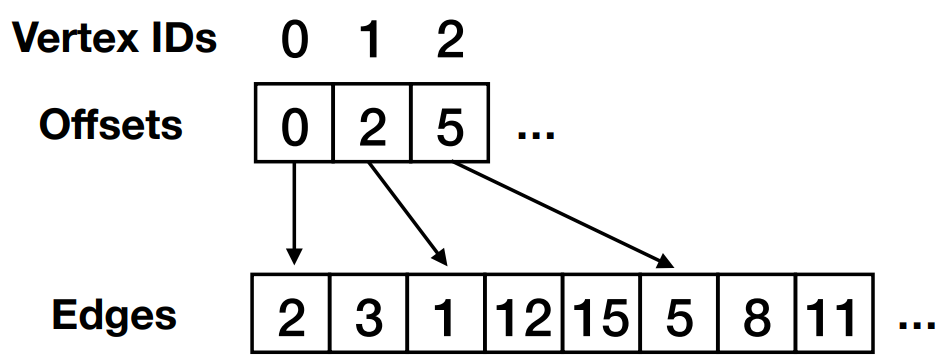 Vertex IDs 0 1 2
Offsets 0 2 5 ...
Edges 2 3 1 12 15 5 8 11 ...